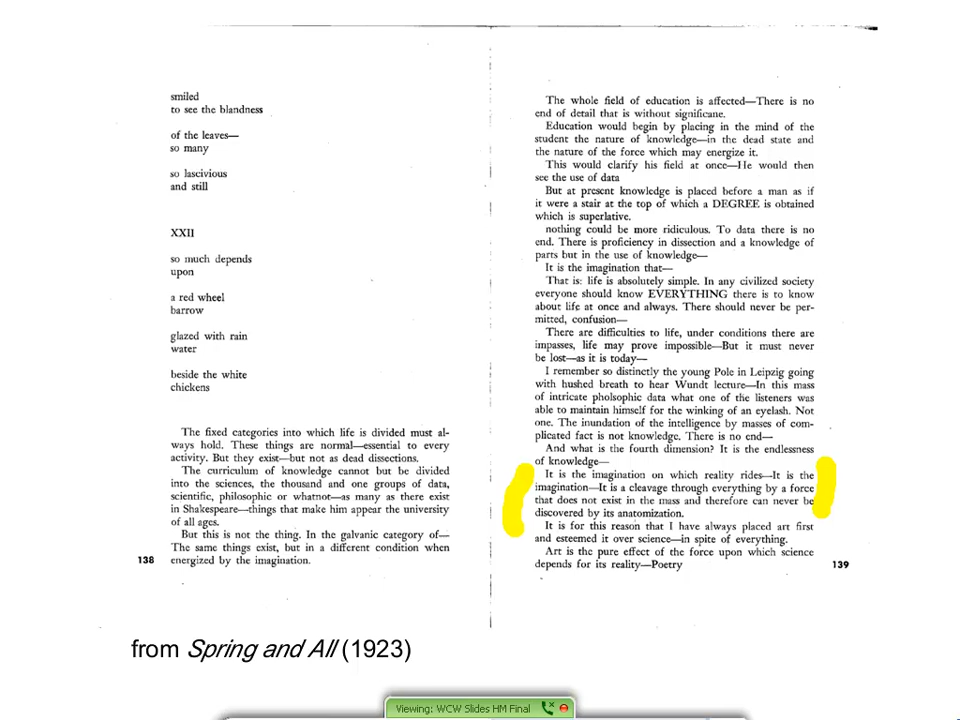 smiled
to see the blandness
of the leaves—
so many
so lascivious
and still
XXII
so much depends
upon
a red wheel
barrow
glazed with rain
water
beside the white
chickens
The fixed categories into which life is divided must al-
ways hold. These things are normal—essential to every
activity. But they exist—but not as dead dissections.
The curriculum of knowledge cannot but be divided
into the sciences, the thousand and one groups of data,
scientific, philosophic or whatnot—as many as there exist
in Shakespeare—things that make him appear the university
of all ages.
But this is not the thing. In the galvanic category of—
The same things exist, but in a different condition when
energized by the imagination.
138
The whole field of education is affected—There is no
end of detail that is without significane.
Education would begin by placing in the mind of the
student the nature of knowledge—in the dead state and
the nature of the force which may energize it.
This would clarify his field at once—He would then
see the use of data
But at present knowledge is placed before a man as if
it were a stair at the top of which a DEGREE is obtained
which is superlative.
nothing could be more ridiculous. To data there is no
end. There is proficiency in dissection and a knowledge of
parts but in the use of knowledge—
It is the imagination that—
That is: life is absolutely simple. In any civilized society
everyone should know EVERYTHING there is to know
about life at once and always. There should never be per-
mitted, confusion—
There are difficulties to life, under conditions there are
impasses, life may prove impossible—But it must never
be lost—as it is today—
I remember so distinctly the young Pole in Leipzig going
with hushed breath to hear Wundt lecture—In this mass
of intricate pholsophic data what one of the listeners was
able to maintain himself for the winking of an eyelash. Not
one. The inundation of the intelligence by masses of com-
plicated fact is not knowledge. There is no end—
And what is the fourth dimension? It is the endlessness
of knowledge—
It is the imagination on which reality rides—It is the
imagination—It is a cleavage through everything by a force
that does not exist in the mass and therefore can never be
discovered by its anatomization.
It is for this reason that I have always placed art first
and esteemed it over science—in spite of everything.
Art is the pure effect of the force upon which science
depends for its reality—Poetry
139
from Spring and All (1923)
Viewing: WCW Slides HM Final